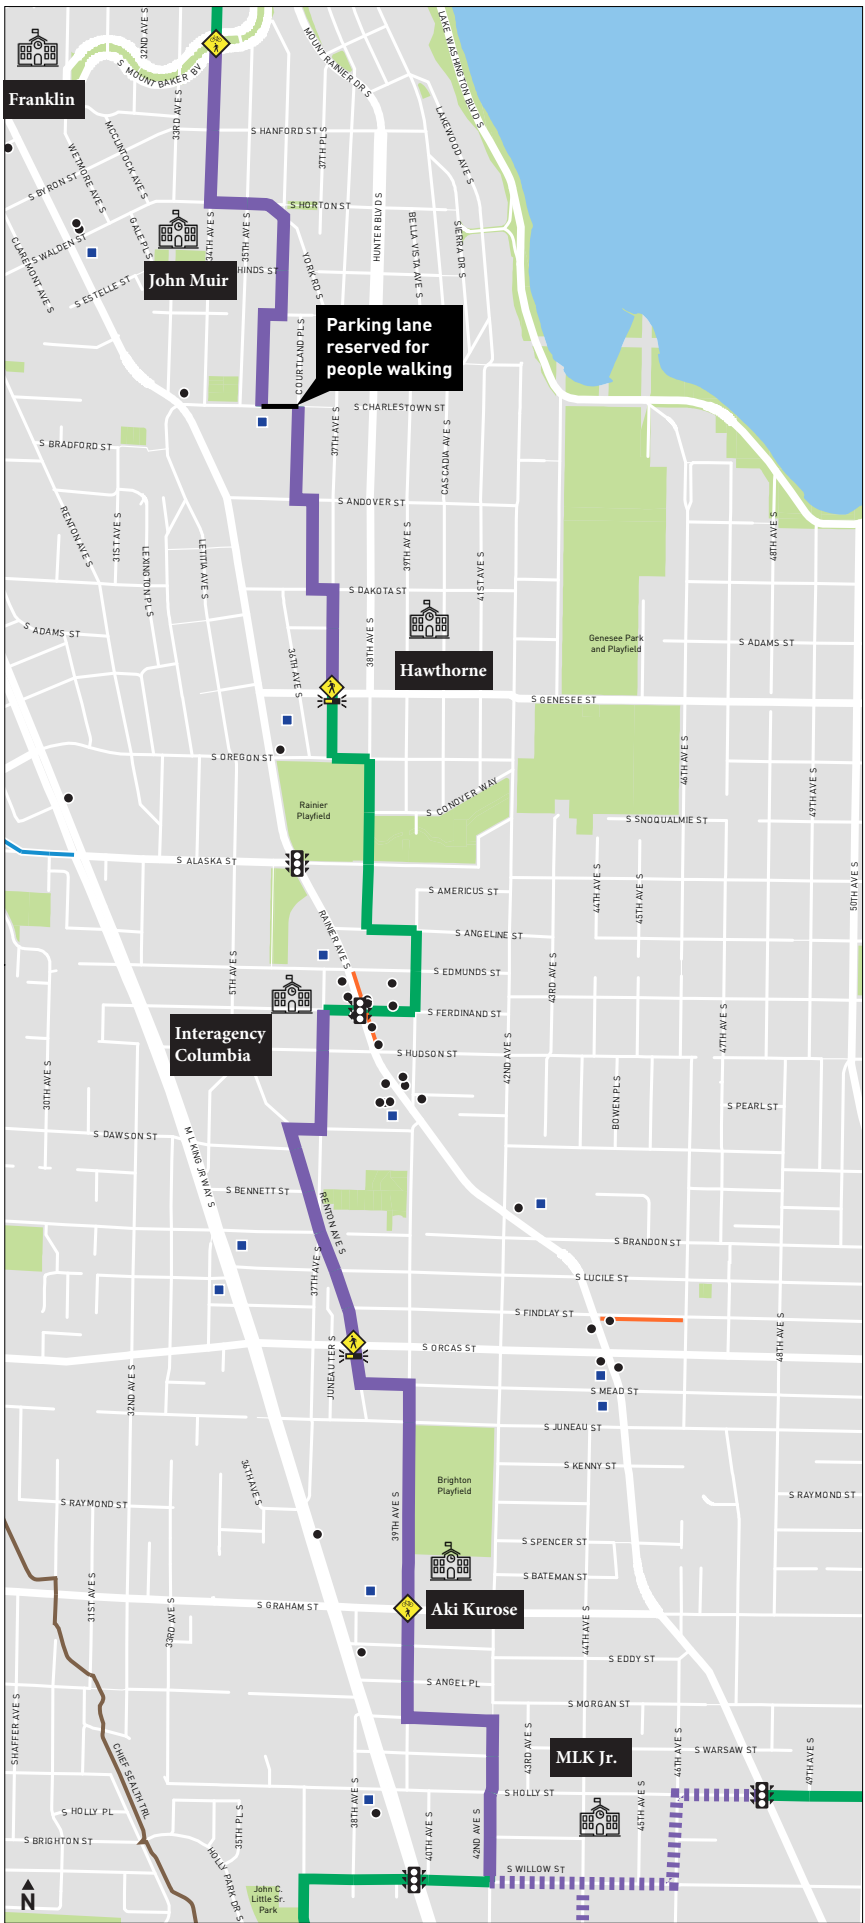 32ND AVE S
S MOUNT BAKER BV
MOUNT RAINIER DR S
LAKE WASHINGTON BLVD S
Franklin
33RD AVE S
MCCLINTOCK AVE S
WETMORE AVE S
S HANFORD ST
37TH PL S
LAKEWOOD AVE S
S BYRON ST
S HORTON ST
HUNTER BLVD S
BELLA VISTA AVE S
SIERRA DR S
34TH AVE S
35TH AVE S
GALE PL S
S WALDEN ST
CLAREMONT AVE S
YORK RD S
HINDS ST
John Muir
S ESTELLE ST
COURTLAND PL S
Parking lane
reserved for
people walking
S CHARLESTOWN ST
37TH AVE S
CASCADIA AVE S
S BRADFORD ST
S ANDOVER ST
RENTON AVE S
31ST AVE S
LEXINGTON PL S
LETITIA AVE S
39TH AVE S
41ST AVE S
48TH AVE S
S DAKOTA ST
S ADAMS ST
38TH AVE S
Genesee Park
and Playfield
S ADAMS ST
36TH AVE S
Hawthorne
S GENESEE ST
S OREGON ST
46TH AVE S
49TH AVE S
Rainier
Playfield
S CONOVER WAY
S SNOQUALMIE ST
S ALASKA ST
S AMERICUS ST
44TH AVE S
45TH AVE S
50TH AVE S
RAINIER AVE S
S ANGELINE ST
5TH AVE S
S EDMUNDS ST
43RD AVE S
S FERDINAND ST
Interagency
Columbia
47TH AVE S
42ND AVE S
S HUDSON ST
30TH AVE S
BOWEN PL S
S PEARL ST
S DAWSON ST
M L KING JR WAY S
S BENNETT ST
RENTON AVE S
S BRANDON ST
37TH AVE S
S LUCILE ST
S FINDLAY ST
48TH AVE S
JUNEAU TER S
S ORCAS ST
32ND AVE S
S MEAD ST
S JUNEAU ST
36TH AVE S
S KENNY ST
Brighton
Playfield
S RAYMOND ST
S RAYMOND ST
39TH AVE S
S SPENCER ST
S BATEMAN ST
31ST AVE S
33RD AVE S
S GRAHAM ST
Aki Kurose
44TH AVE S
S EDDY ST
S ANGEL PL
S MORGAN ST
SHAFFER AVE S
43RD AVE S
MLK Jr.
46TH AVE S
S WARSAW ST
49TH AVE S
CHIEF SEALTH TRL
38TH AVE S
S HOLLY ST
45TH AVE S
S HOLLY PL
35TH PL S
40TH AVE S
42ND AVE S
S BRIGHTON ST
HOLLY PARK DR S
S WILLOW ST
John C.
Little Sr.
Park
N